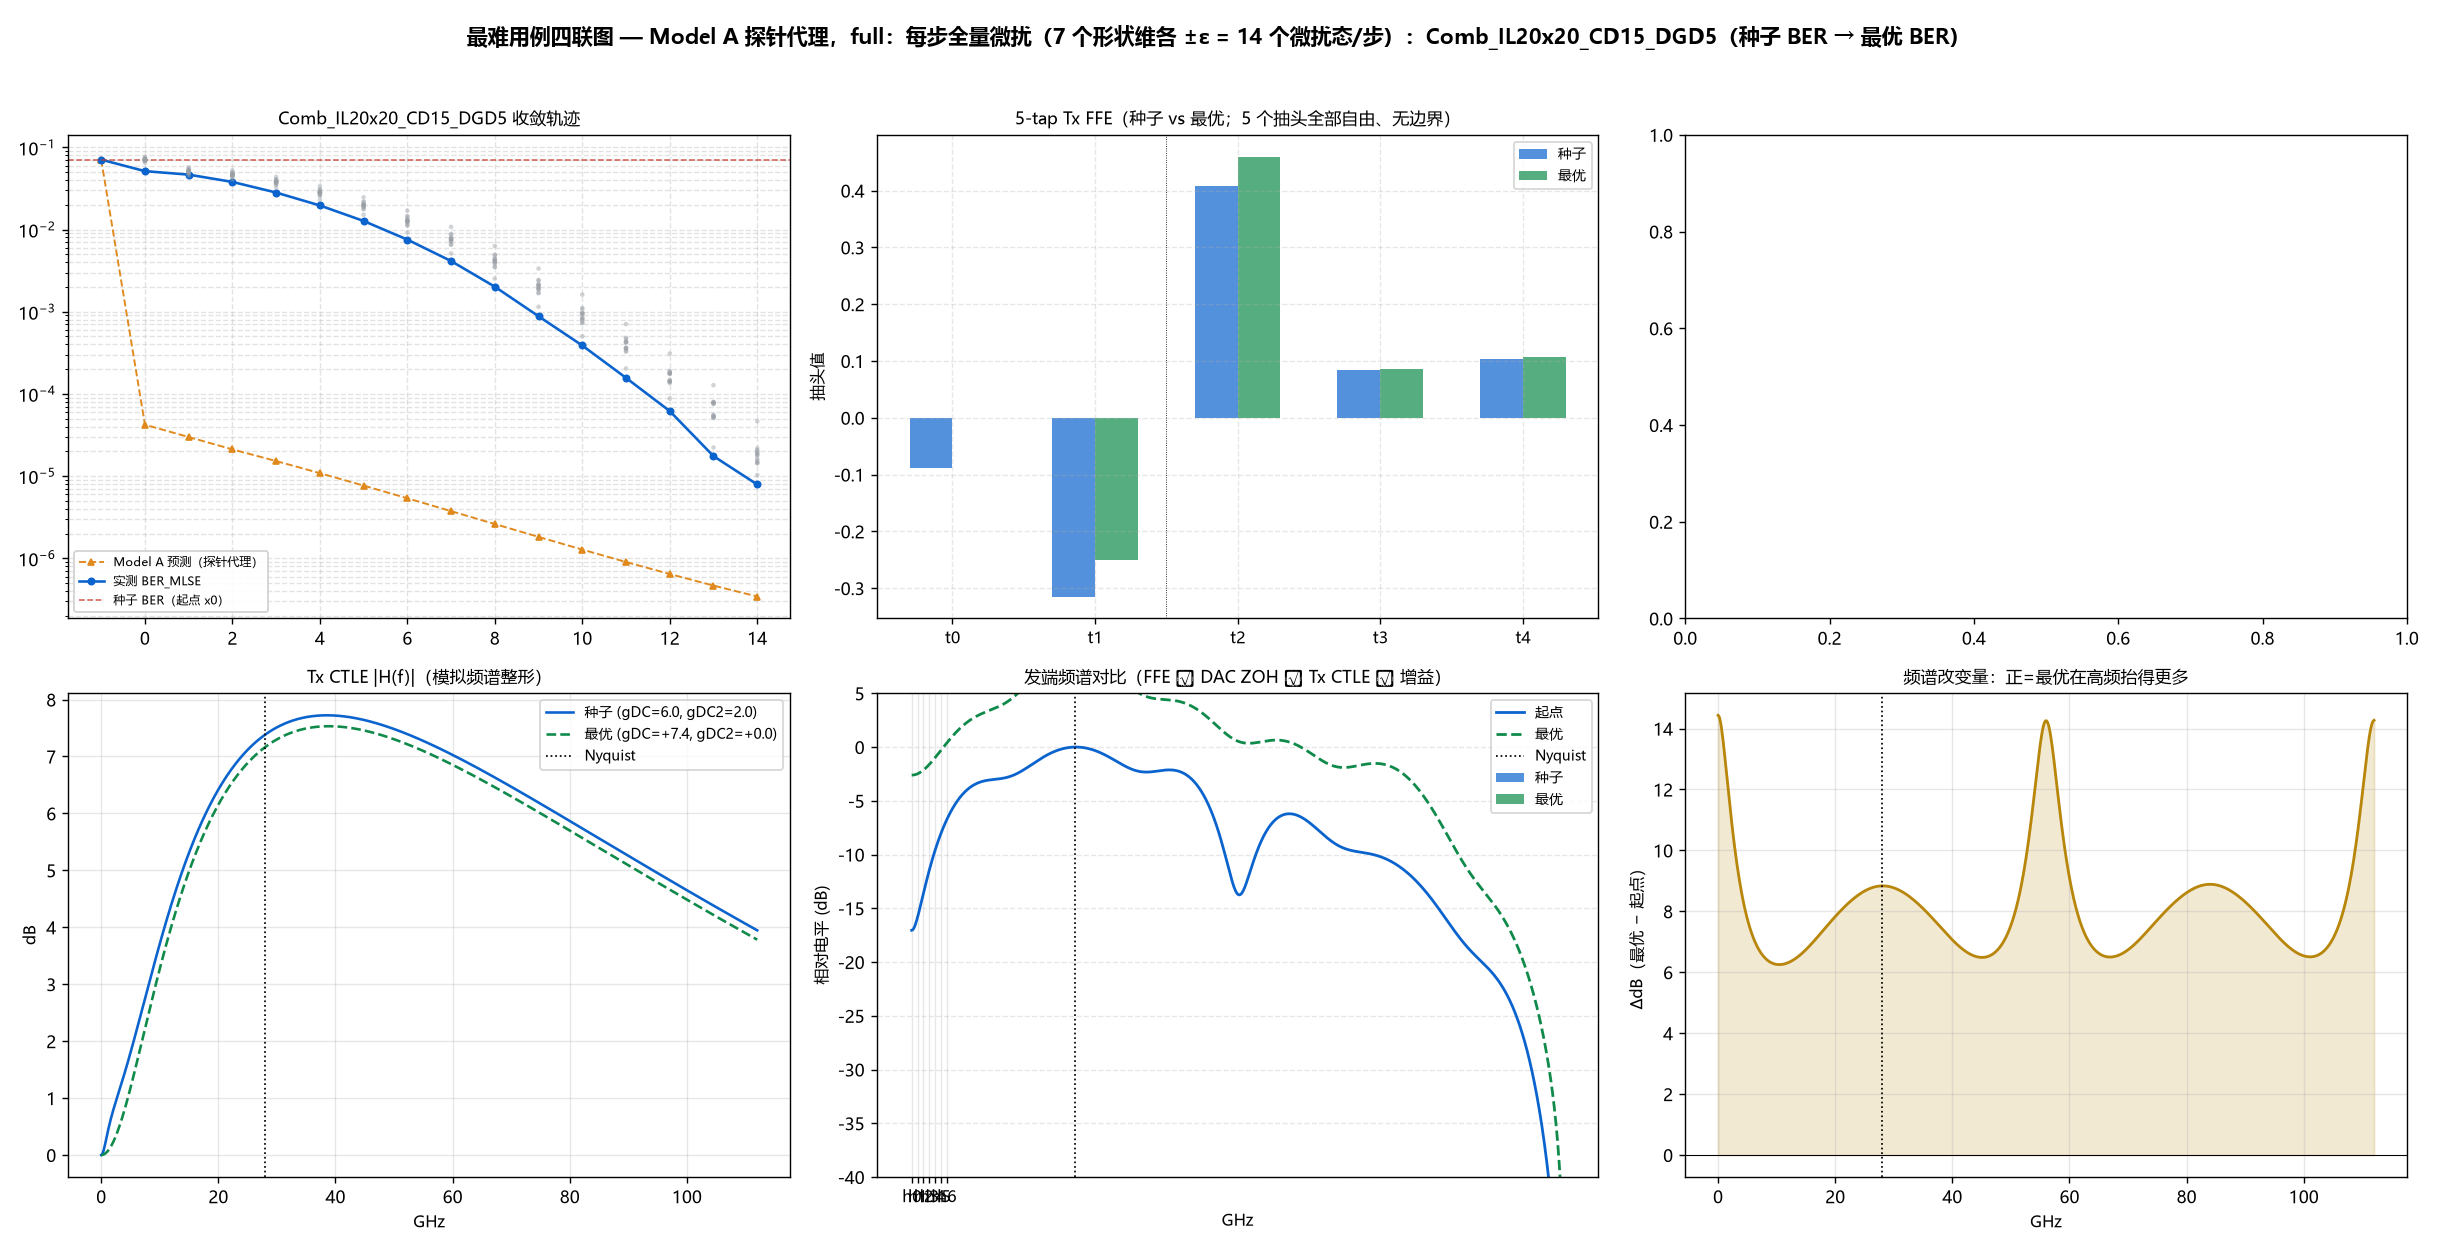 最难用例四联图 — Model A 探针代理，full：每步全量微扰（7 个形状维各 ±ε = 14 个微扰态/步）：Comb_IL20x20_CD15_DGD5（种子 BER → 最优 BER）
Comb_IL20x20_CD15_DGD5 收敛轨迹
10⁻¹
10⁻²
10⁻³
10⁻⁴
10⁻⁵
10⁻⁶
Model A 预测（探针代理）
实测 BER_MLSE
种子 BER（起点 x0）
0 2 4 6 8 10 12 14
5-tap Tx FFE（种子 vs 最优；5 个抽头全部自由、无边界）
抽头值
0.4
0.3
0.2
0.1
0.0
-0.1
-0.2
-0.3
种子
最优
t0 t1 t2 t3 t4
1.0
0.8
0.6
0.4
0.2
0.0
0.0 0.2 0.4 0.6 0.8 1.0
Tx CTLE |H(f)|（模拟频谱整形）
dB
8
7
6
5
4
3
2
1
0
种子 (gDC=6.0, gDC2=2.0)
最优 (gDC=+7.4, gDC2=+0.0)
Nyquist
0 20 40 60 80 100
GHz
发端频谱对比（FFE DAC ZOH Tx CTLE 增益）
相对电平 (dB)
5
0
-5
-10
-15
-20
-25
-30
-35
-40
起点
最优
Nyquist
种子
最优
GHz
频谱改变量：正=最优在高频抬得更多
ΔdB（最优 − 起点）
14
12
10
8
6
4
2
0
0 20 40 60 80 100
GHz